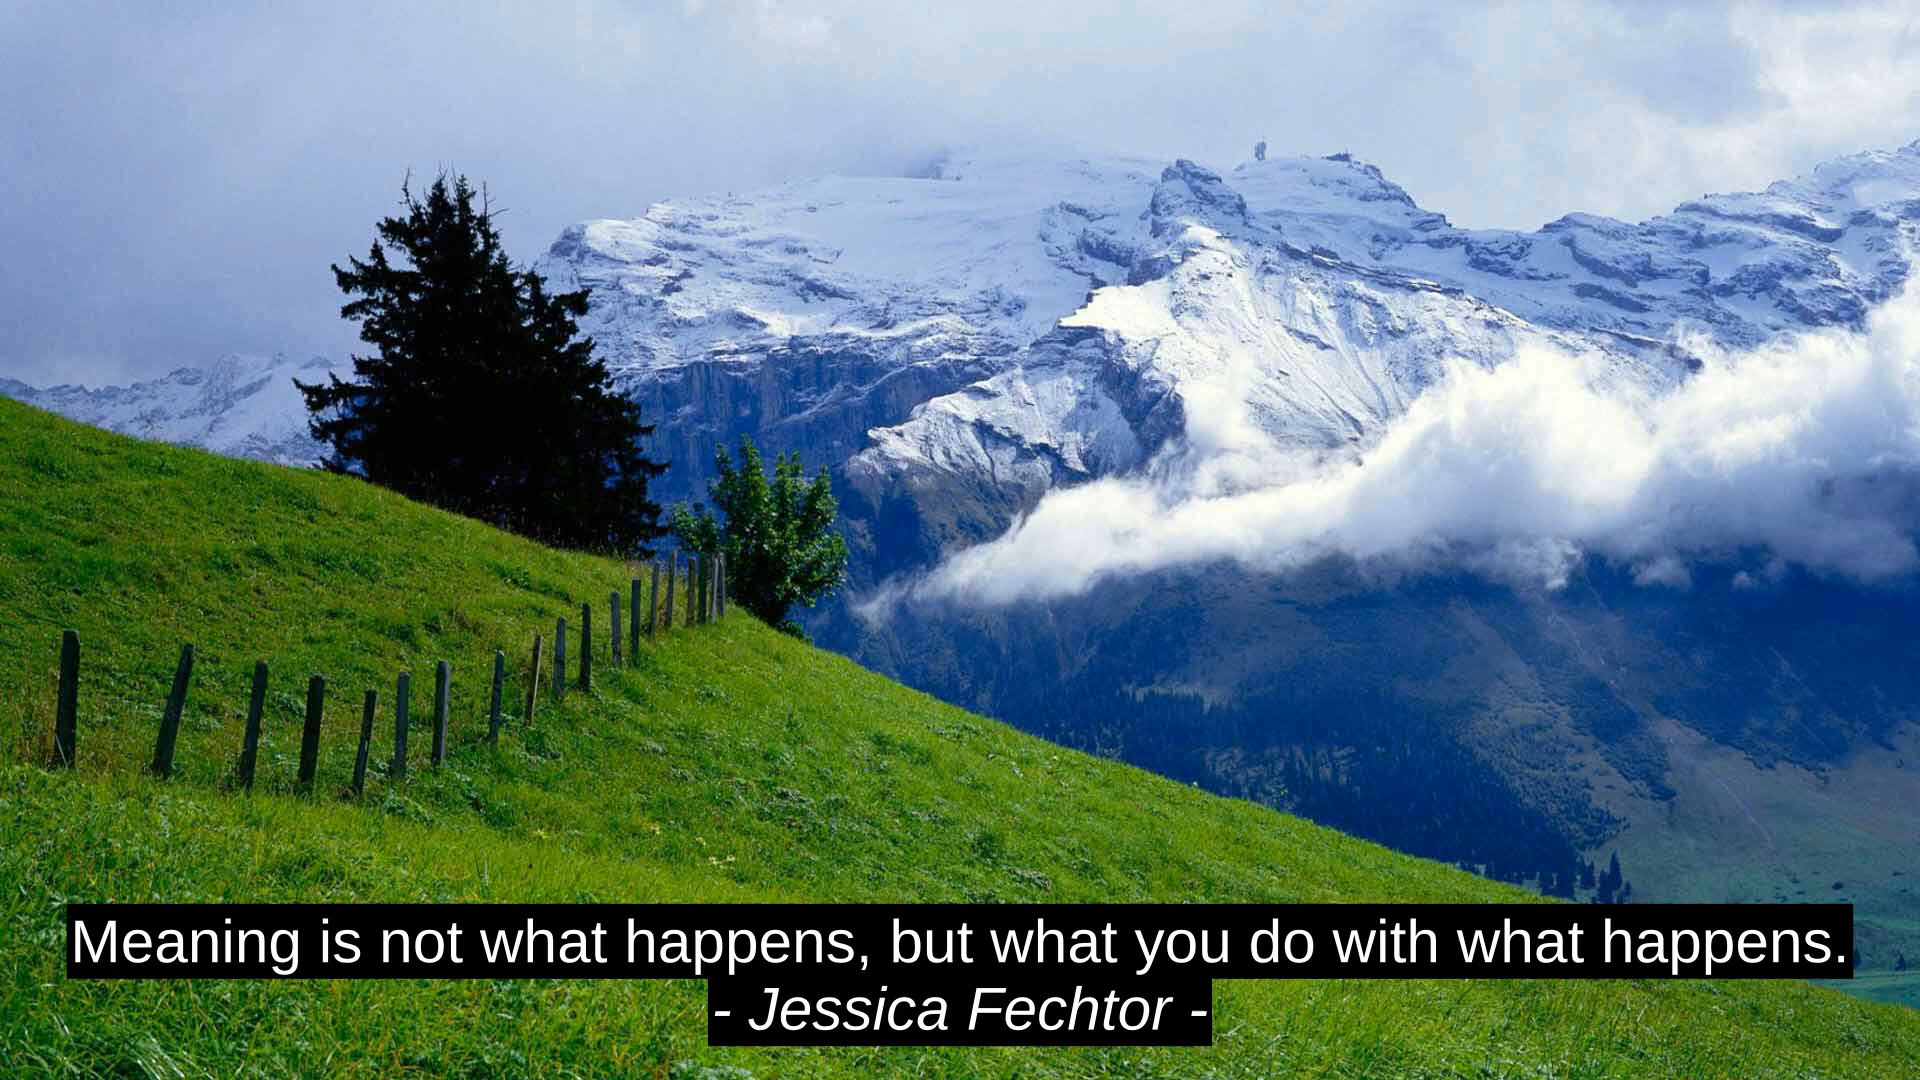 Meaning is not what happens, but what you do with what happens.
- Jessica Fechtor -